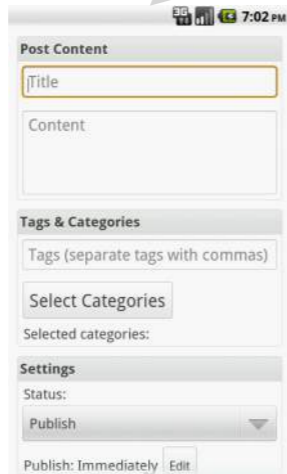 3G
7:02 PM
Post Content
Title
Content
Tags & Categories
Tags (separate tags with commas)
Select Categories
Selected categories:
Settings
Status:
Publish
Publish: Immediately Edit